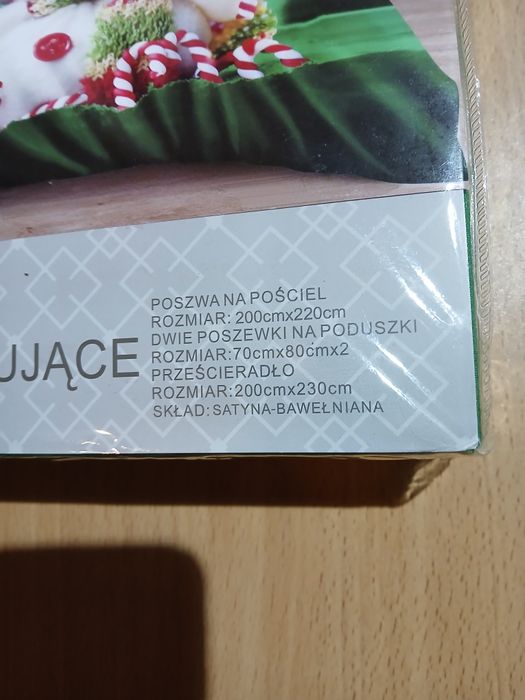 UJĄCE
POSZWA NA POŚCIEL
ROZMIAR: 200cmx220cm
DWIE POSZEWKI NA PODUSZKI
ROZMIAR:70cmx80cmx2
PRZEŚCIERADŁO
ROZMIAR:200cmx230cm
SKŁAD: SATYNA-BAWEŁNIANA